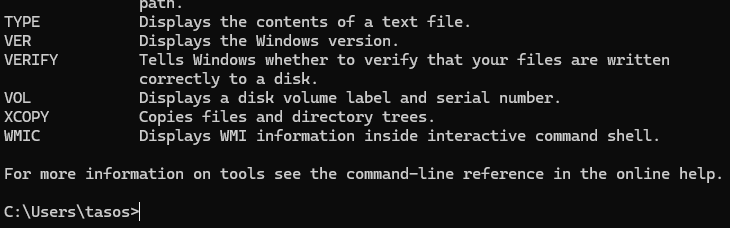 path.
TYPE           Displays the contents of a text file.
VER            Displays the Windows version.
VERIFY         Tells Windows whether to verify that your files are written
               correctly to a disk.
VOL            Displays a disk volume label and serial number.
XCOPY          Copies files and directory trees.
WMIC           Displays WMI information inside interactive command shell.
For more information on tools see the command-line reference in the online help.
C:\Users\tasos>